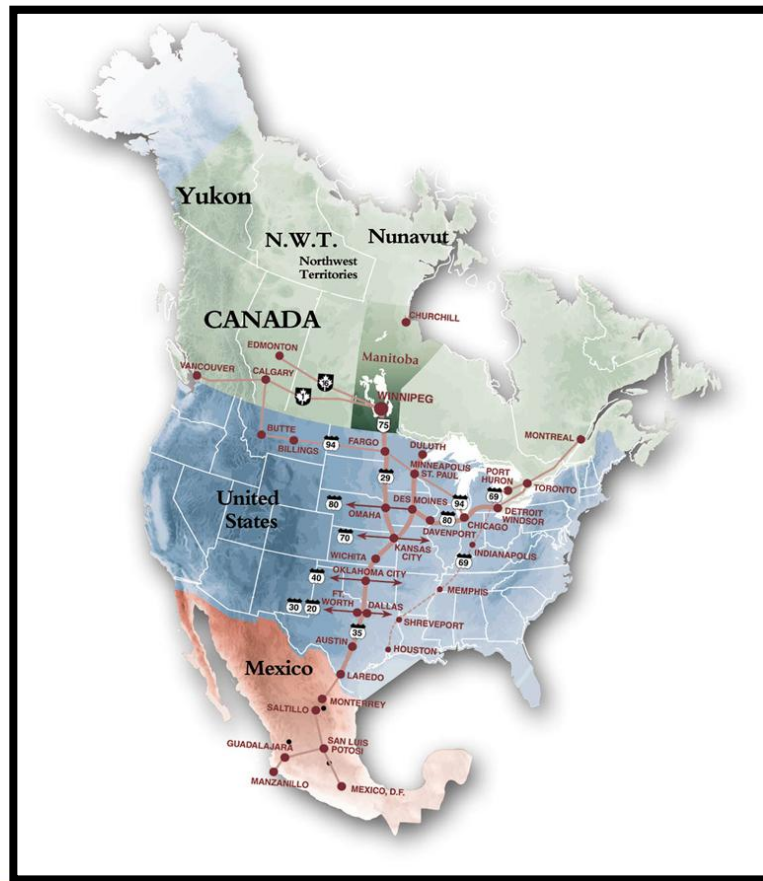 Yukon
N.W.T.
Northwest
Territories
Nunavut
CANADA
CHURCHILL
EDMONTON
Manitoba
VANCOUVER
CALGARY
16
1
WINNIPEG
75
BUTTE
BILLINGS
94
FARGO
DULUTH
MINNEAPOLIS
ST. PAUL
MONTREAL
PORT
HURON
69
TORONTO
29
United
States
80
OMAHA
DES MOINES
94
80
DAVENPORT
CHICAGO
DETROIT
WINDSOR
70
KANSAS
CITY
INDIANAPOLIS
69
WICHITA
40
OKLAHOMA CITY
MEMPHIS
30
20
FT.
WORTH
DALLAS
SHREVEPORT
35
AUSTIN
HOUSTON
Mexico
LAREDO
MONTERREY
SALTILLO
GUADALAJARA
SAN LUIS
POTOSI
MANZANILLO
MEXICO, D.F.